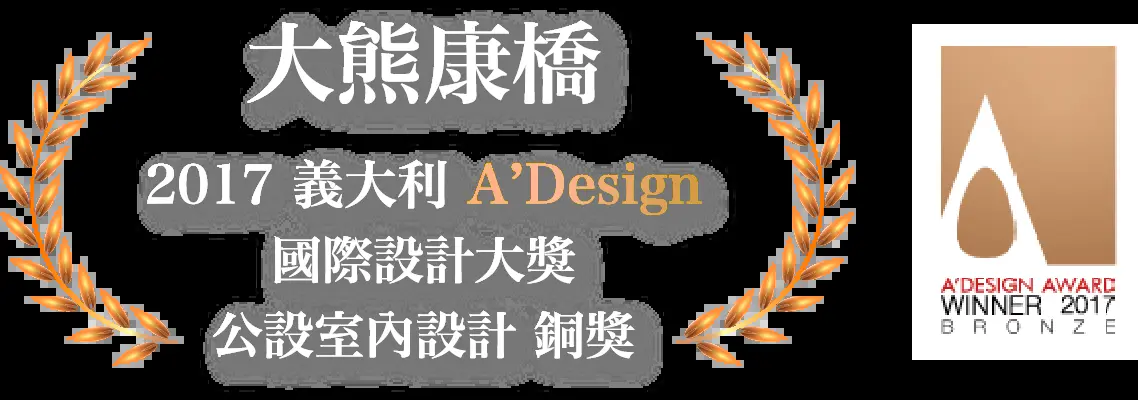 大熊康橋
2017 義大利 A’Design
國際設計大獎
公設室內設計 銅獎
A'DESIGN AWARD
WINNER 2017
BRONZE